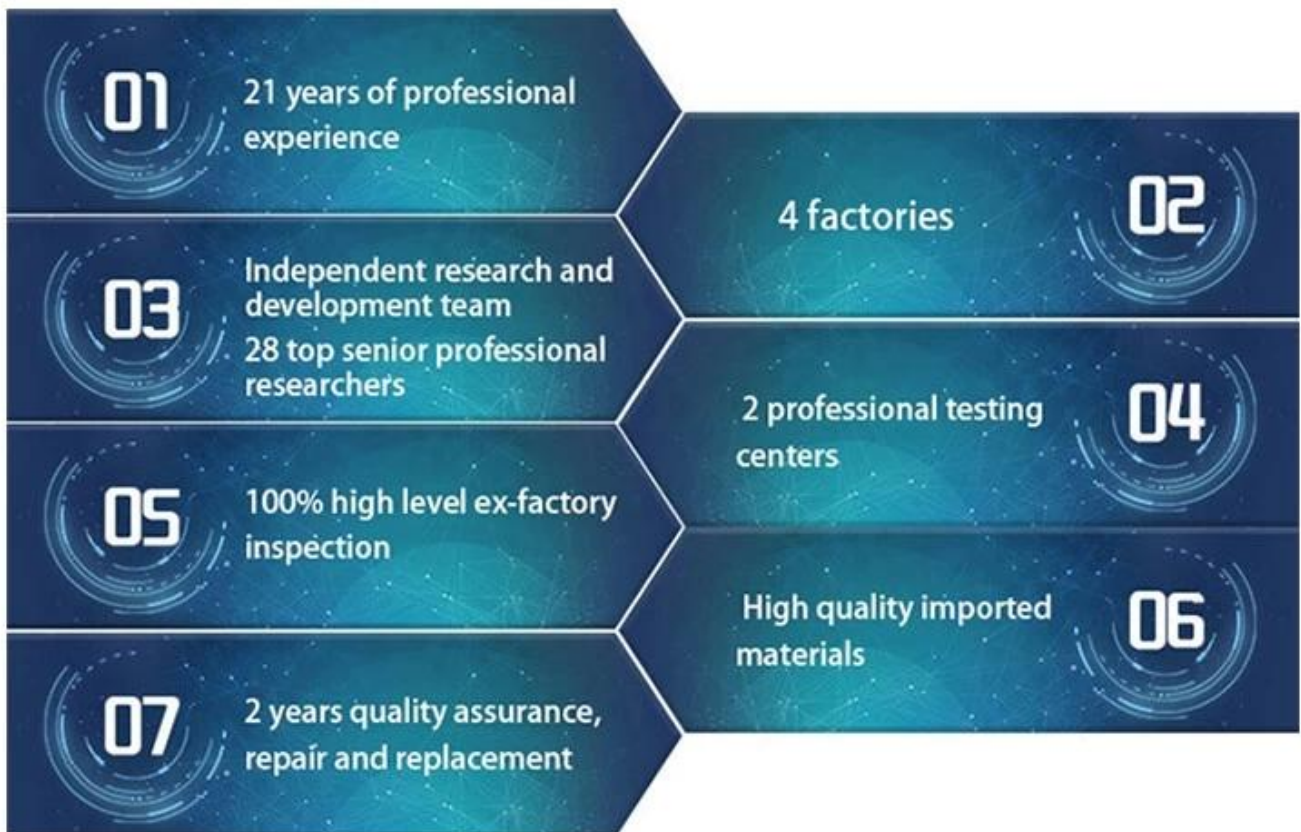 01
21 years of professional
experience
02
4 factories
03
Independent research and
development team
28 top senior professional
researchers
04
2 professional testing
centers
05
100% high level ex-factory
inspection
06
High quality imported
materials
07
2 years quality assurance,
repair and replacement